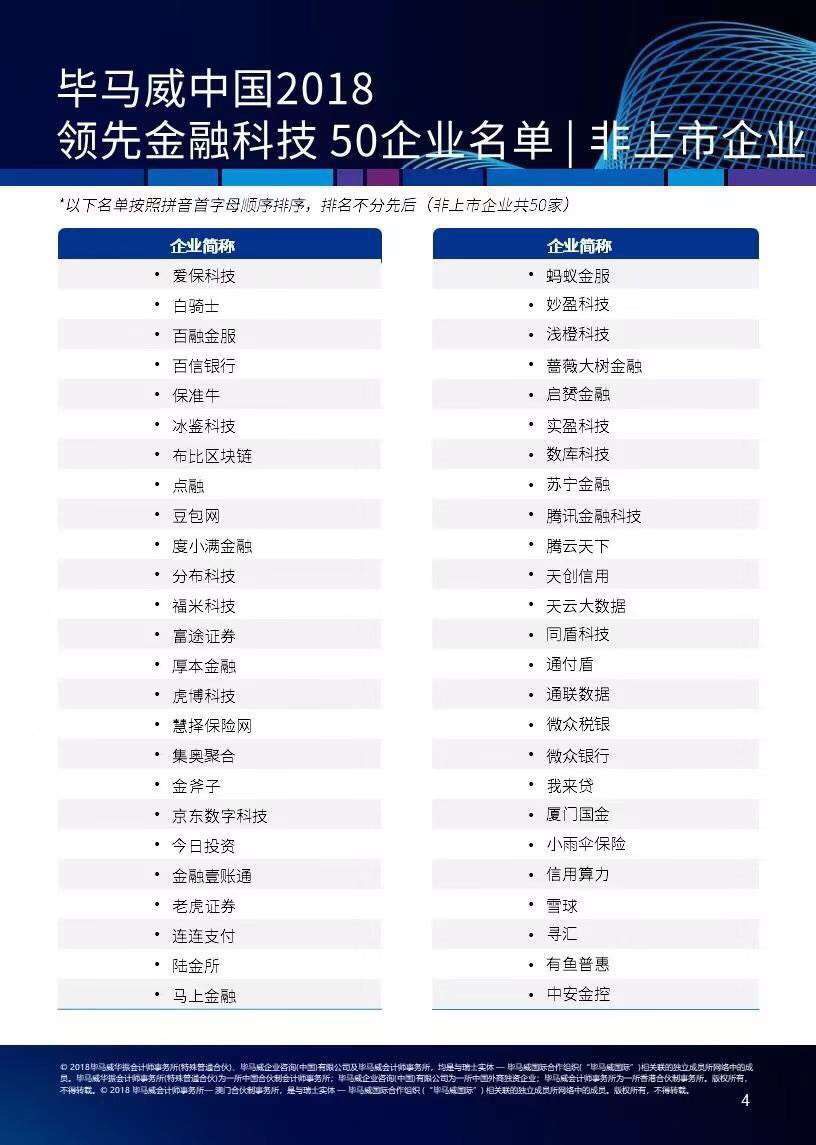 毕马威中国2018
领先金融科技 50企业名单 | 非上市企业
*以下名单按照拼音首字母顺序排序，排名不分先后（非上市企业共50家）
企业简称
• 爱保科技
• 白骑士
• 百融金服
• 百信银行
• 保准牛
• 冰鉴科技
• 布比区块链
• 点融
• 豆包网
• 度小满金融
• 分布科技
• 福米科技
• 富途证券
• 厚本金融
• 虎博科技
• 慧择保险网
• 集奥聚合
• 金斧子
• 京东数字科技
• 今日投资
• 金融壹账通
• 老虎证券
• 连连支付
• 陆金所
• 马上金融
企业简称
• 蚂蚁金服
• 妙盈科技
• 浅橙科技
• 蔷薇大树金融
• 启赟金融
• 实盈科技
• 数库科技
• 苏宁金融
• 腾讯金融科技
• 腾云天下
• 天创信用
• 天云大数据
• 同盾科技
• 通付盾
• 通联数据
• 微众税银
• 微众银行
• 我来贷
• 厦门国金
• 小雨伞保险
• 信用算力
• 雪球
• 寻汇
• 有鱼普惠
• 中安金控
© 2018毕马威华振会计师事务所(特殊普通合伙)、毕马威企业咨询(中国)有限公司及毕马威会计师事务所，均是与瑞士实体 — 毕马威国际合作组织(“毕马威国际”)相关联的独立成员所网络中的成
员。毕马威华振会计师事务所(特殊普通合伙)为一所中国合伙制会计师事务所；毕马威企业咨询(中国)有限公司为一所中国外商独资企业；毕马威会计师事务所为一所香港合伙制事务所。版权所有，
不得转载。© 2018 毕马威会计师事务所— 澳门合伙制事务所，是与瑞士实体 — 毕马威国际合作组织 (“毕马威国际”) 相关联的独立成员所网络中的成员。版权所有，不得转载。
4